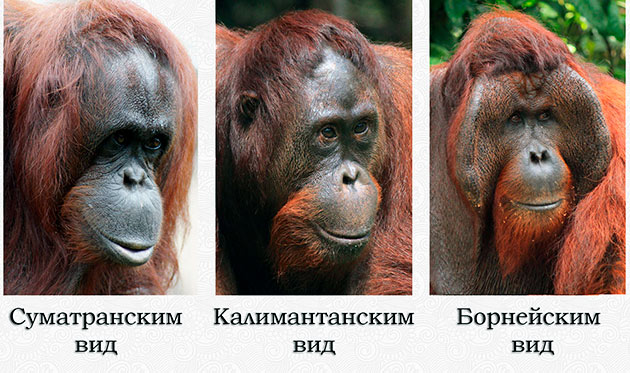 Суматранским
вид
Калимантанским
вид
Борнейским
вид